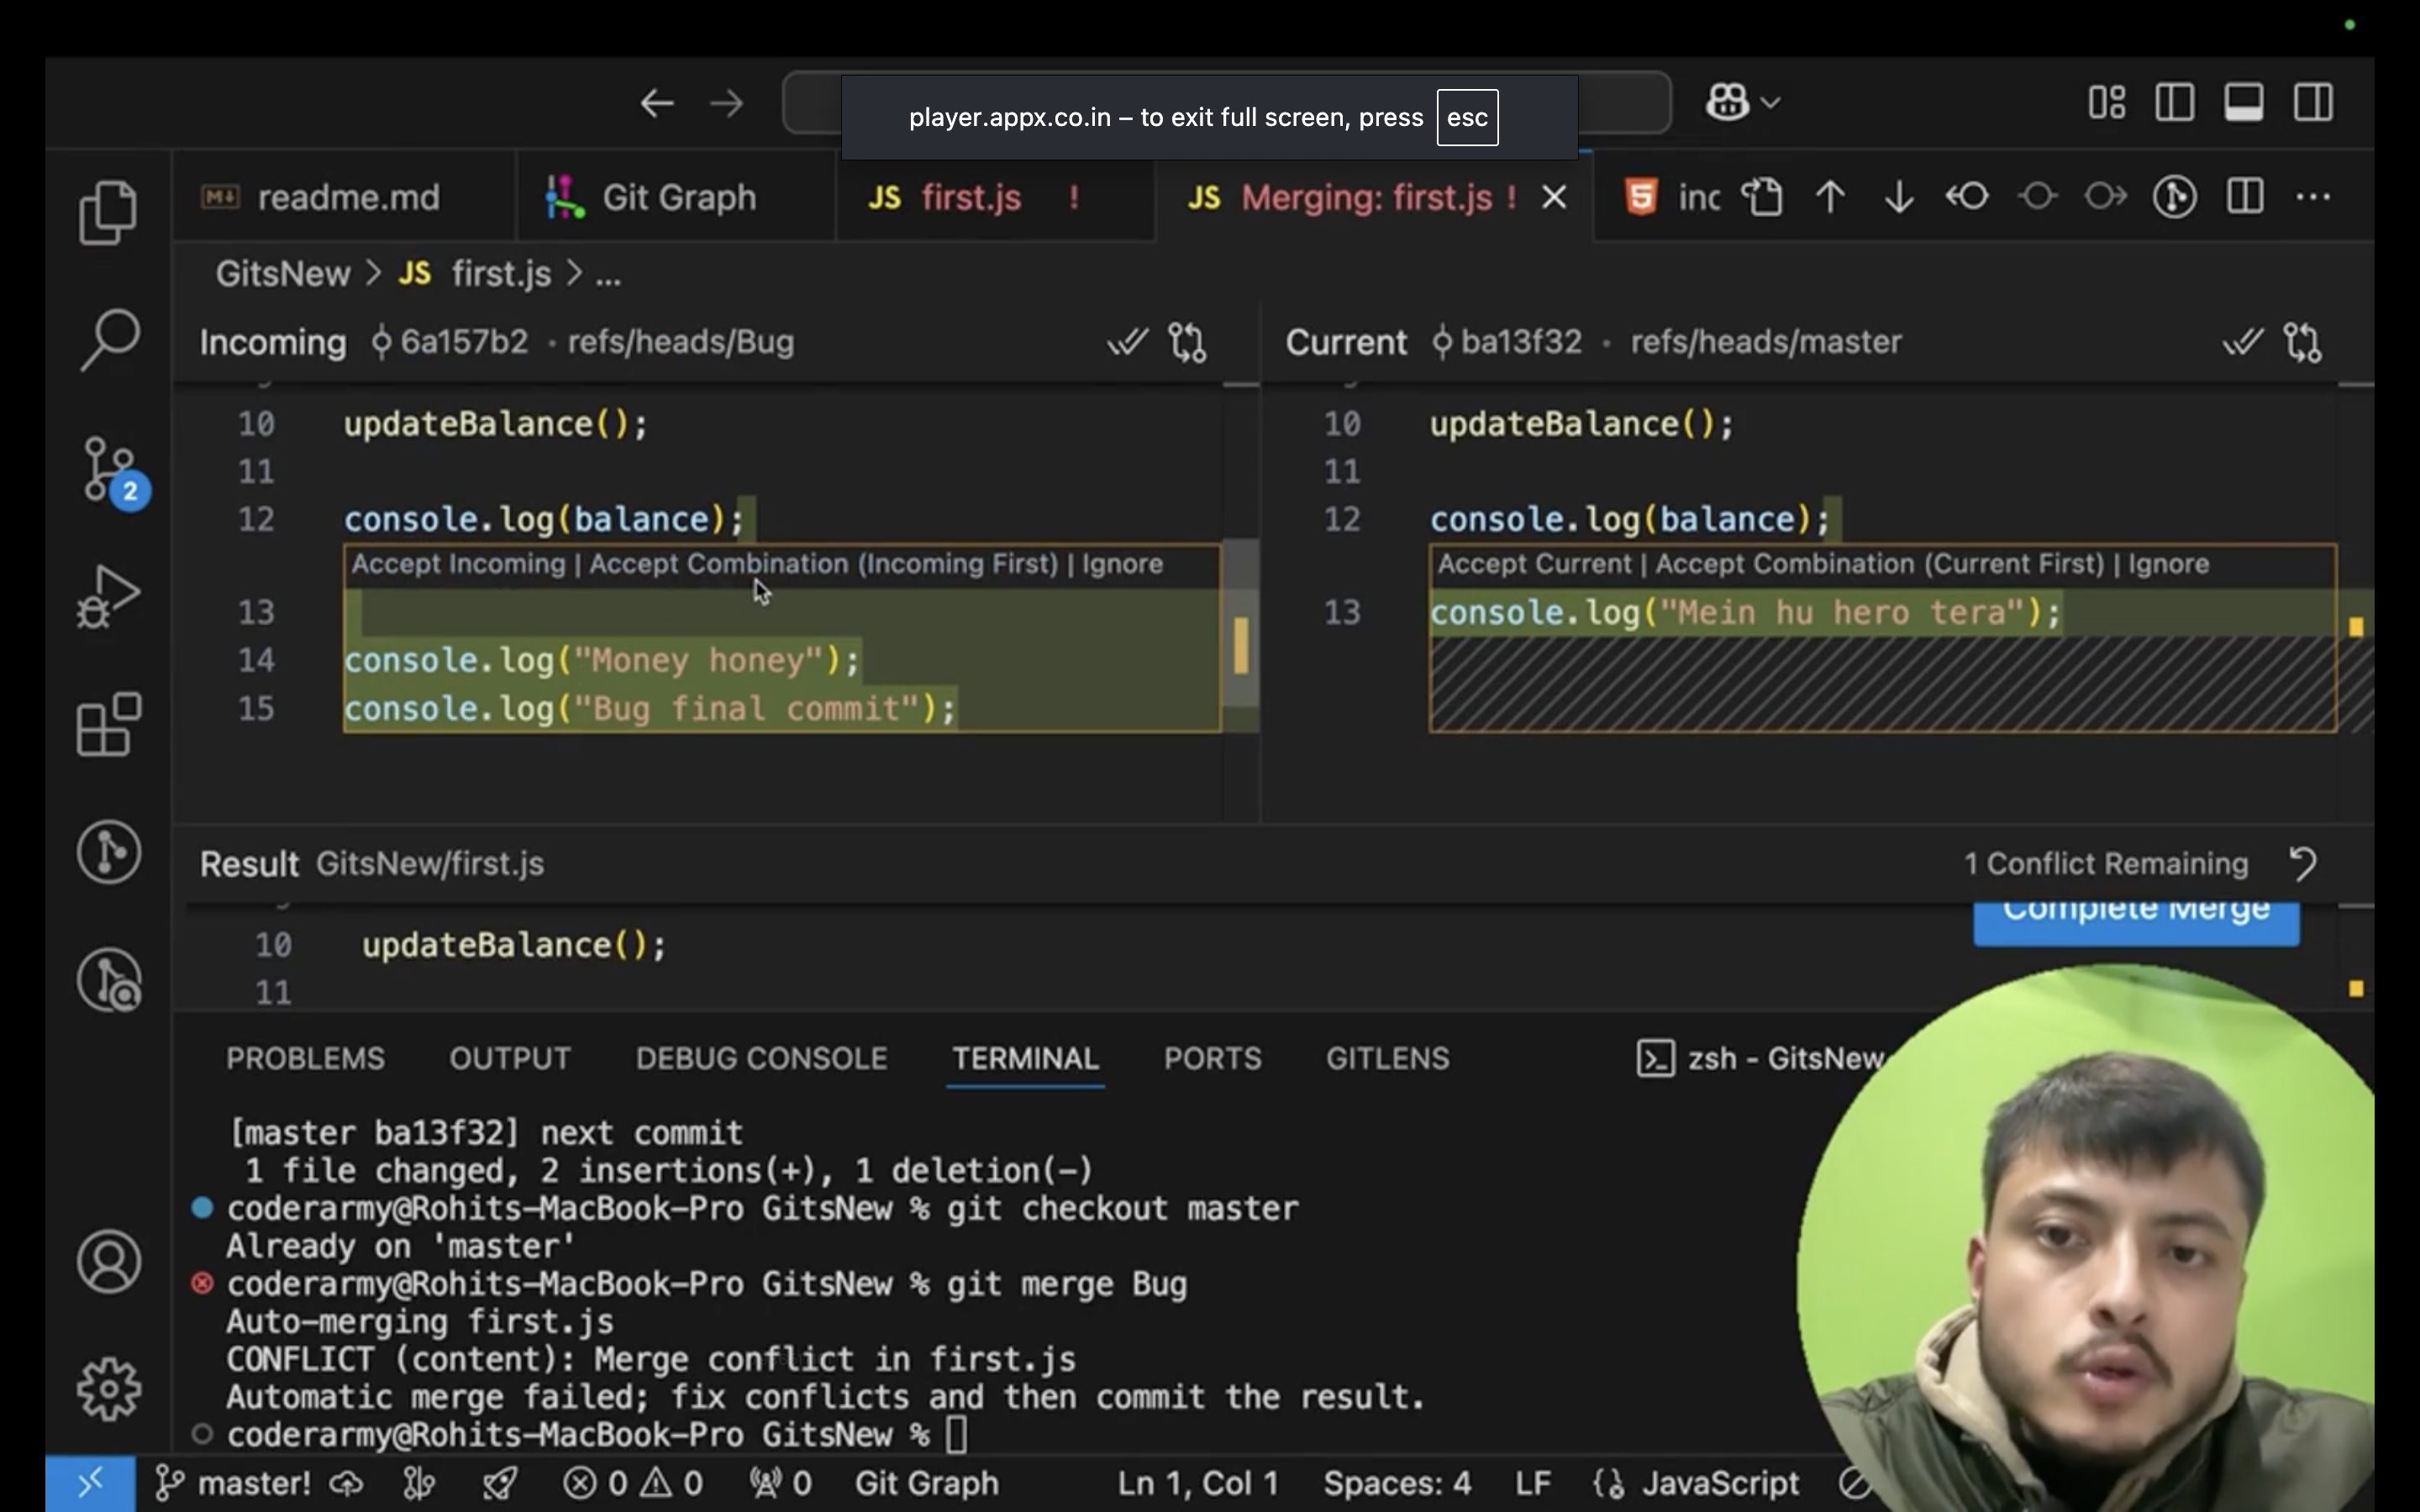 player.appx.co.in – to exit full screen, press esc
readme.md
Git Graph
JS first.js !
JS Merging: first.js !
inc
GitsNew > JS first.js > ...
Incoming 6a157b2 · refs/heads/Bug
10 updateBalance();
11
12 console.log(balance);
Accept Incoming | Accept Combination (Incoming First) | Ignore
13
14 console.log("Money honey");
15 console.log("Bug final commit");
Current ba13f32 · refs/heads/master
10 updateBalance();
11
12 console.log(balance);
Accept Current | Accept Combination (Current First) | Ignore
13 console.log("Mein hu hero tera");
2
Result GitsNew/first.js
1 Conflict Remaining
Complete Merge
10 updateBalance();
11
PROBLEMS OUTPUT DEBUG CONSOLE TERMINAL PORTS GITLENS zsh - GitsNew
[master ba13f32] next commit
1 file changed, 2 insertions(+), 1 deletion(-)
coderarmy@Rohits-MacBook-Pro GitsNew % git checkout master
Already on 'master'
coderarmy@Rohits-MacBook-Pro GitsNew % git merge Bug
Auto-merging first.js
CONFLICT (content): Merge conflict in first.js
Automatic merge failed; fix conflicts and then commit the result.
coderarmy@Rohits-MacBook-Pro GitsNew %
master! 0 0 0 Git Graph Ln 1, Col 1 Spaces: 4 LF JavaScript